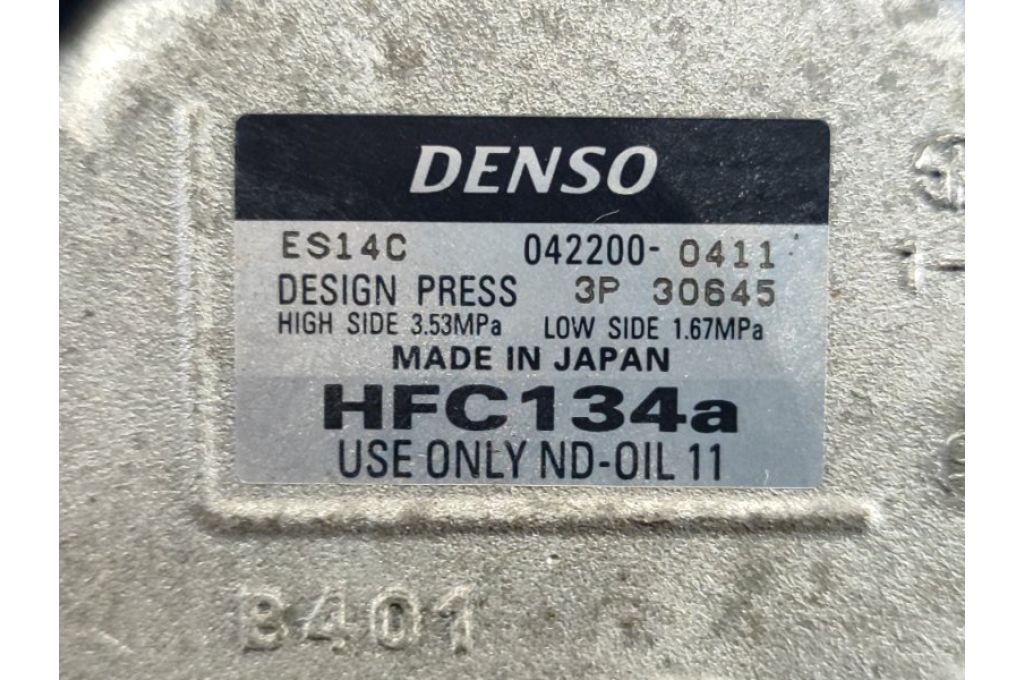 DENSO
ES14C 042200-0411
DESIGN PRESS 3P 30645
HIGH SIDE 3.53MPa LOW SIDE 1.67MPa
MADE IN JAPAN
HFC134a
USE ONLY ND-OIL 11
B401